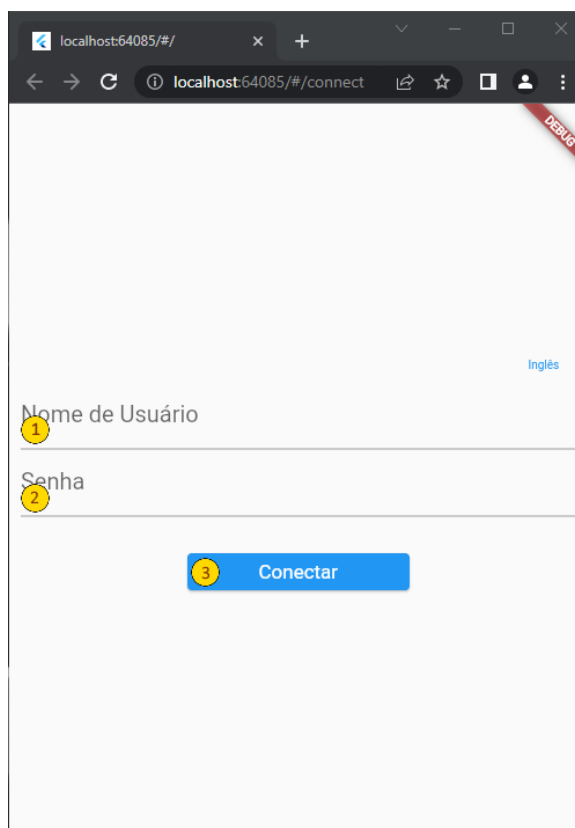 localhost:64085/#/
localhost:64085/#/connect
DEBUG
Inglês
Nome de Usuário
1
Senha
2
3 Conectar